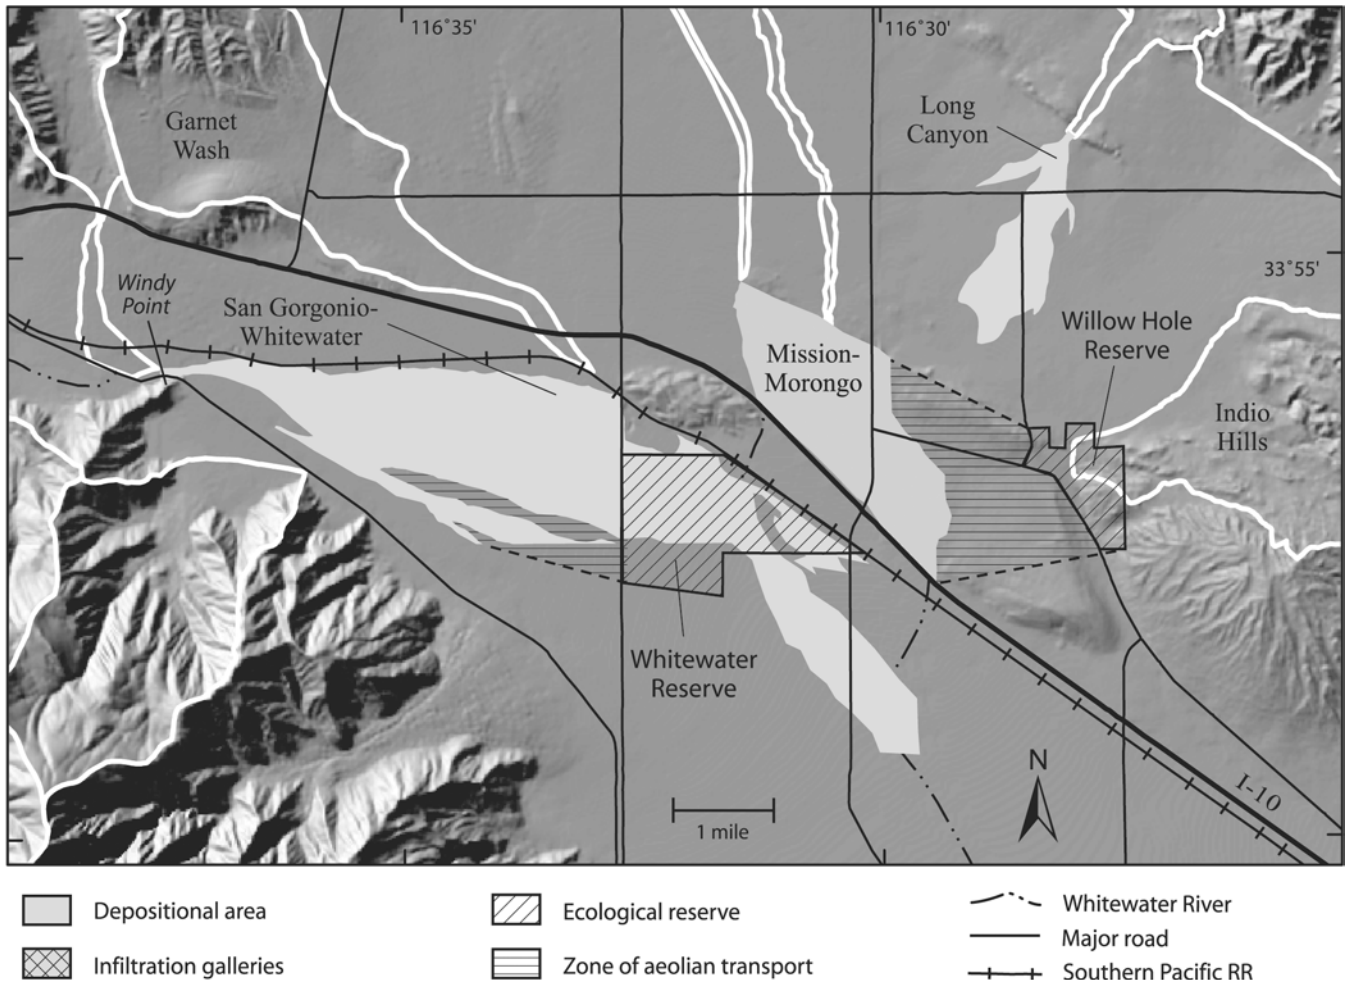 116˚35'
116˚30'
Garnet
Wash
Long
Canyon
33˚55'
Windy
Point
San Gorgonio-
Whitewater
Willow Hole
Reserve
Mission-
Morongo
Indio
Hills
Whitewater
Reserve
N
I-10
1 mile
Depositional area
Ecological reserve
Whitewater River
Major road
Infiltration galleries
Zone of aeolian transport
Southern Pacific RR